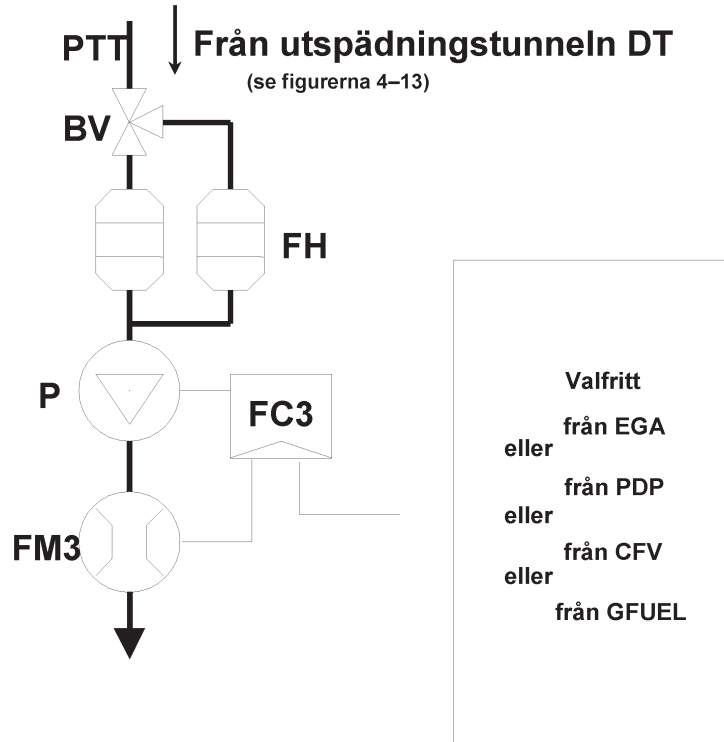 PTT
Från utspädningstunneln DT
(se figurerna 4–13)
BV
FH
P
FC3
FM3
Valfritt
från EGA
eller
från PDP
eller
från CFV
eller
från GFUEL